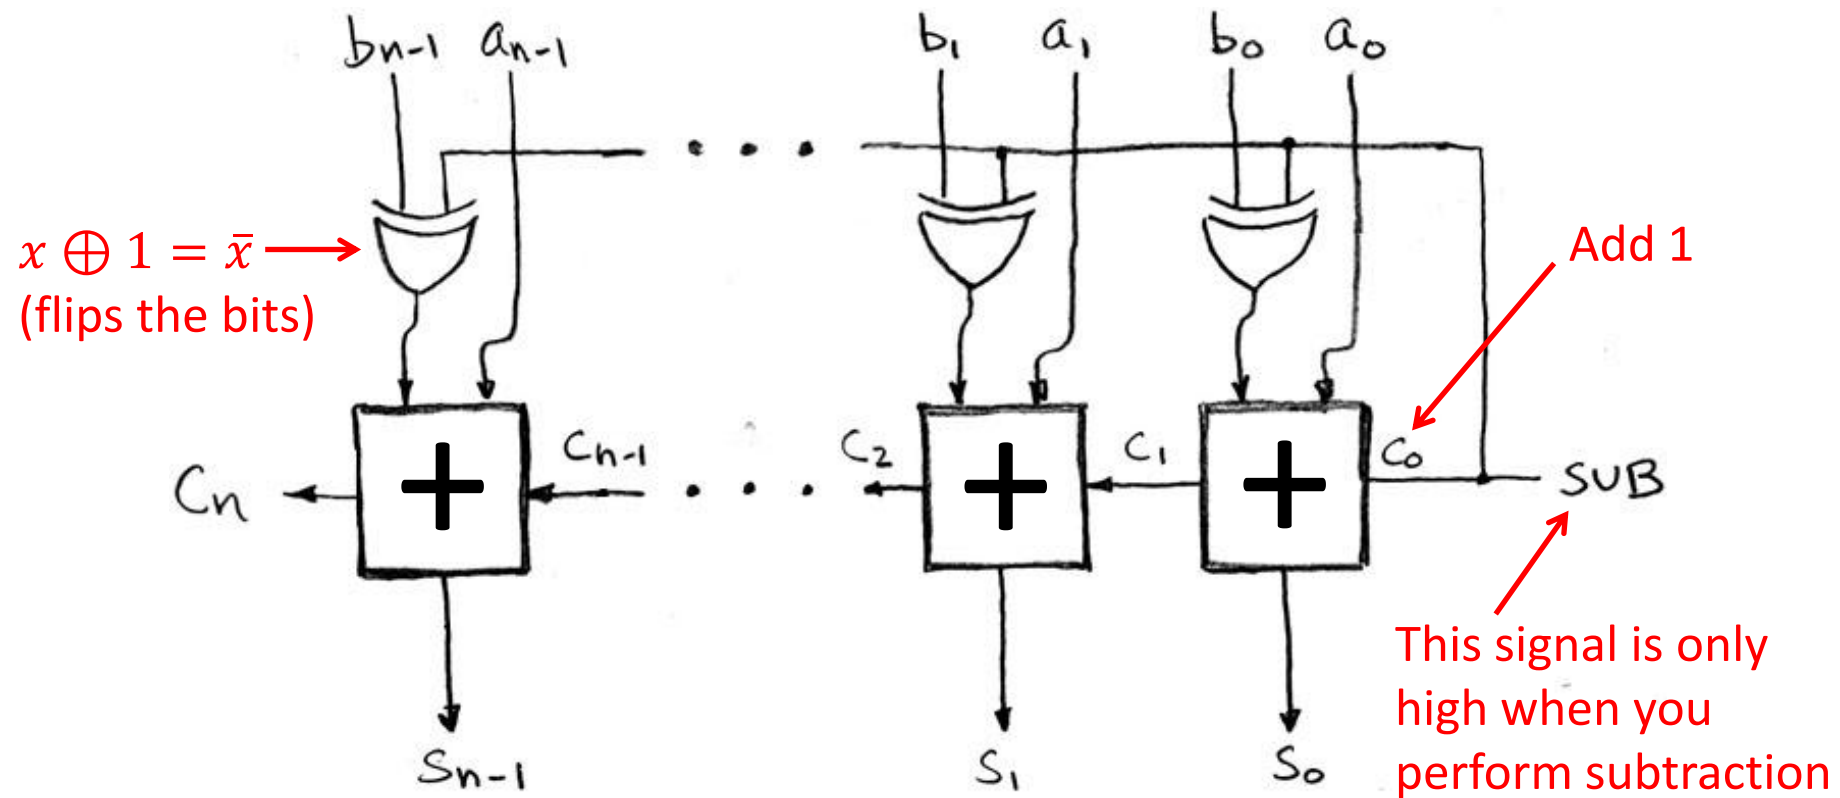 bn-1 an-1 b1 a1 b0 a0
x ⊕ 1 = x̄
(flips the bits)
Add 1
Cn + Cn-1 C2 + C1 + C0 SUB
This signal is only
high when you
perform subtraction
Sn-1 S1 S0